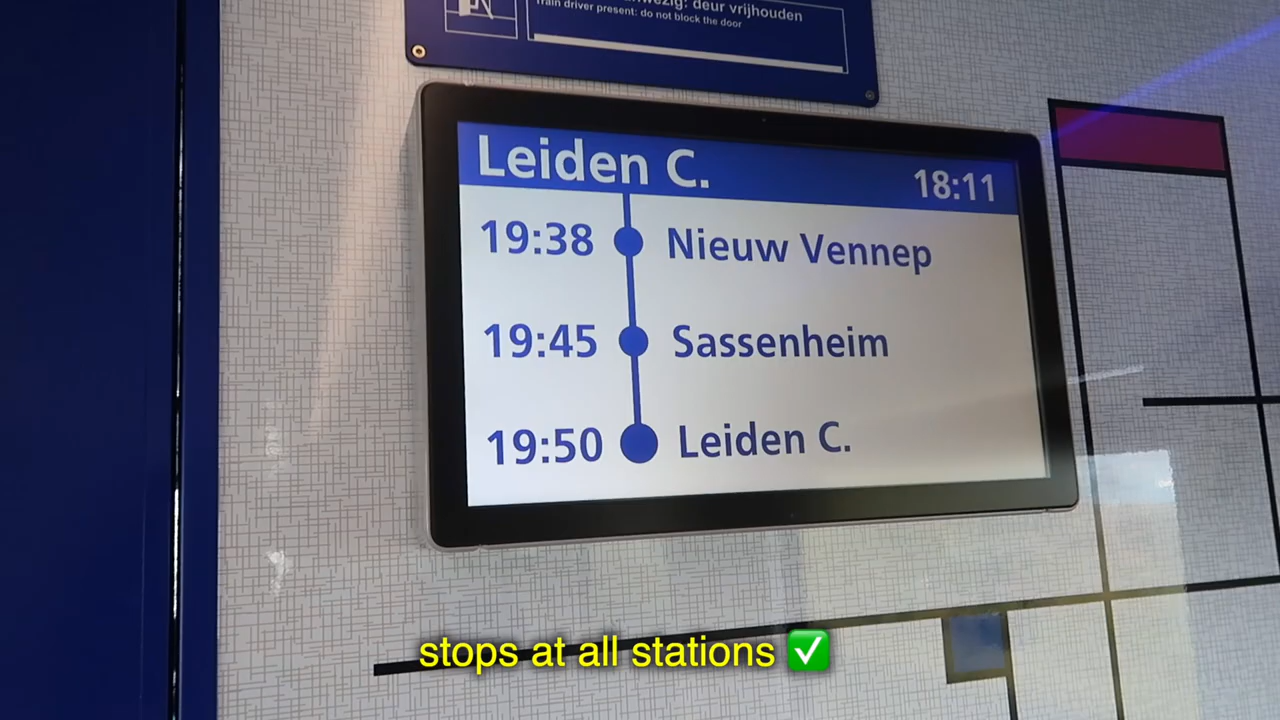 deur vrijhouden
Train driver present: do not block the door
Leiden C.
18:11
19:38 Nieuw Vennep
19:45 Sassenheim
19:50 Leiden C.
stops at all stations ✅